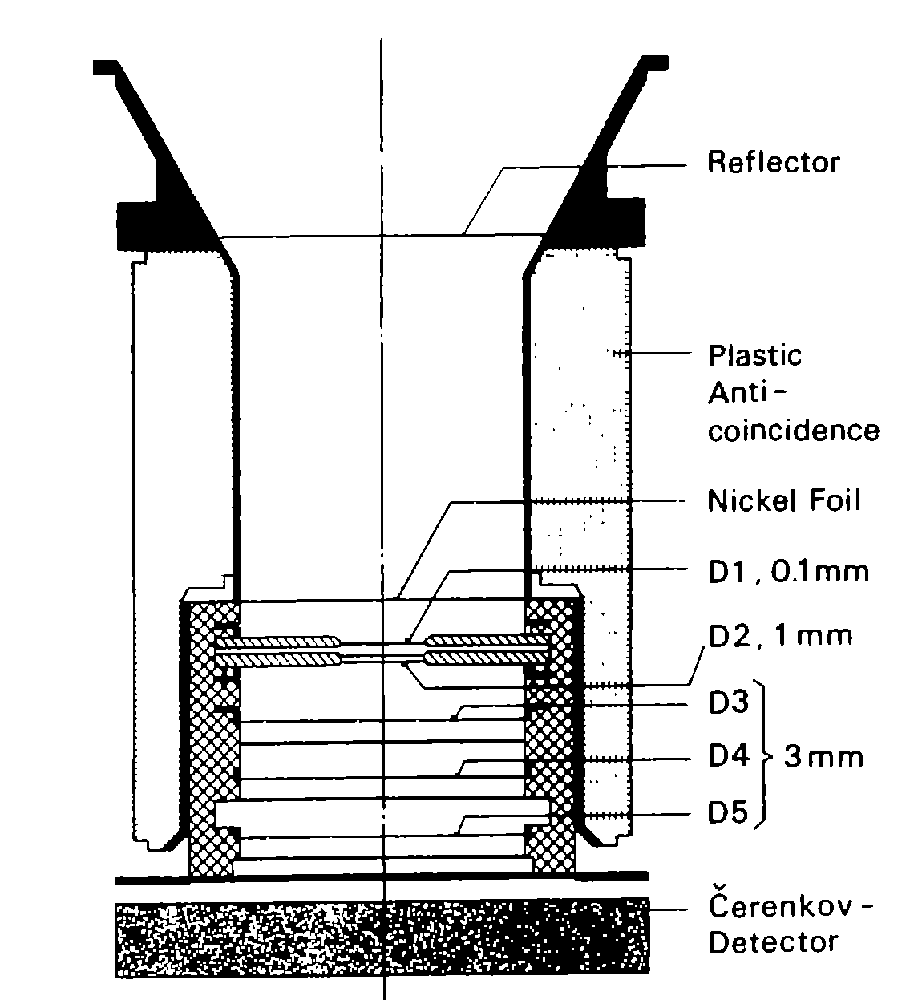 Reflector
Plastic
Anti-
coincidence
Nickel Foil
D1, 0.1mm
D2, 1mm
D3
D4 3mm
D5
Čerenkov-
Detector